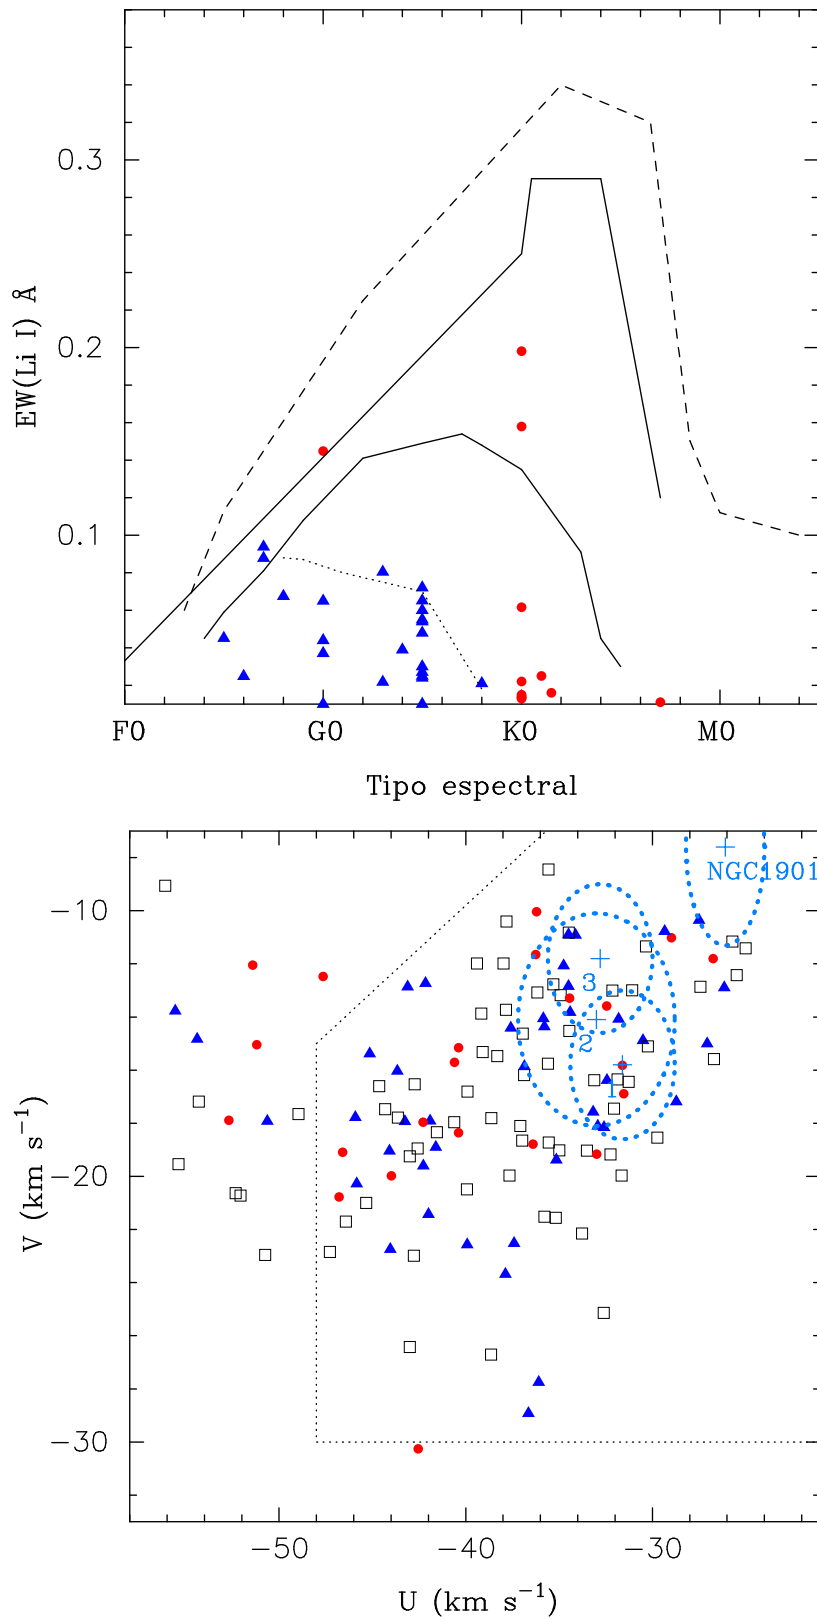 0.3
0.2
0.1
EW(Li I) Å
F0 G0 K0 M0
Tipo espectral
NGC1901
−10
3
2
1
−20
−30
V (km s⁻¹)
−50 −40 −30
U (km s⁻¹)